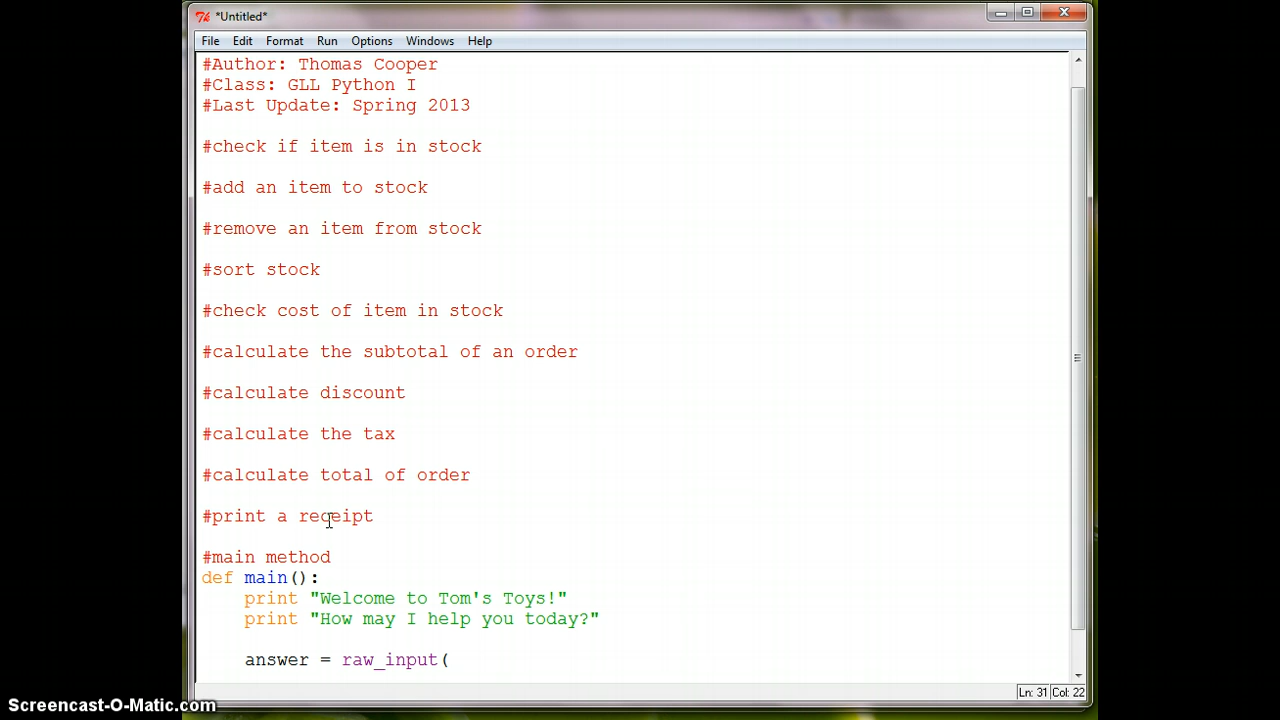 *Untitled*
File Edit Format Run Options Windows Help
#Author: Thomas Cooper
#Class: GLL Python I
#Last Update: Spring 2013
#check if item is in stock
#add an item to stock
#remove an item from stock
#sort stock
#check cost of item in stock
#calculate the subtotal of an order
#calculate discount
#calculate the tax
#calculate total of order
#print a receipt
#main method
def main():
print "Welcome to Tom's Toys!"
print "How may I help you today?"
answer = raw_input(
Ln: 31 Col: 22
Screencast-O-Matic.com